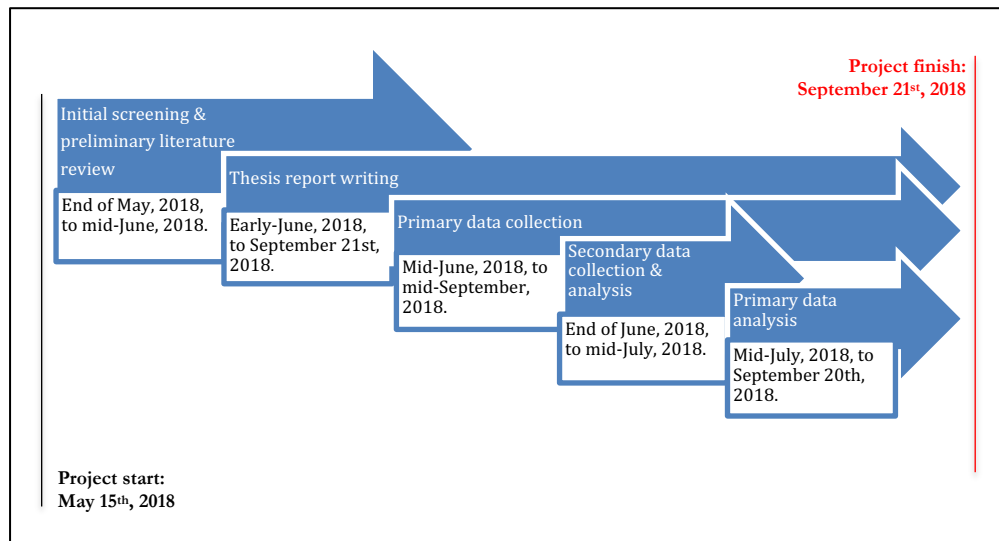 Project finish:
September 21st, 2018
Initial screening &
preliminary literature
review
End of May, 2018,
to mid-June, 2018.
Thesis report writing
Early-June, 2018,
to September 21st,
2018.
Primary data collection
Mid-June, 2018, to
mid-September,
2018.
Secondary data
collection &
analysis
End of June, 2018,
to mid-July, 2018.
Primary data
analysis
Mid-July, 2018, to
September 20th,
2018.
Project start:
May 15th, 2018